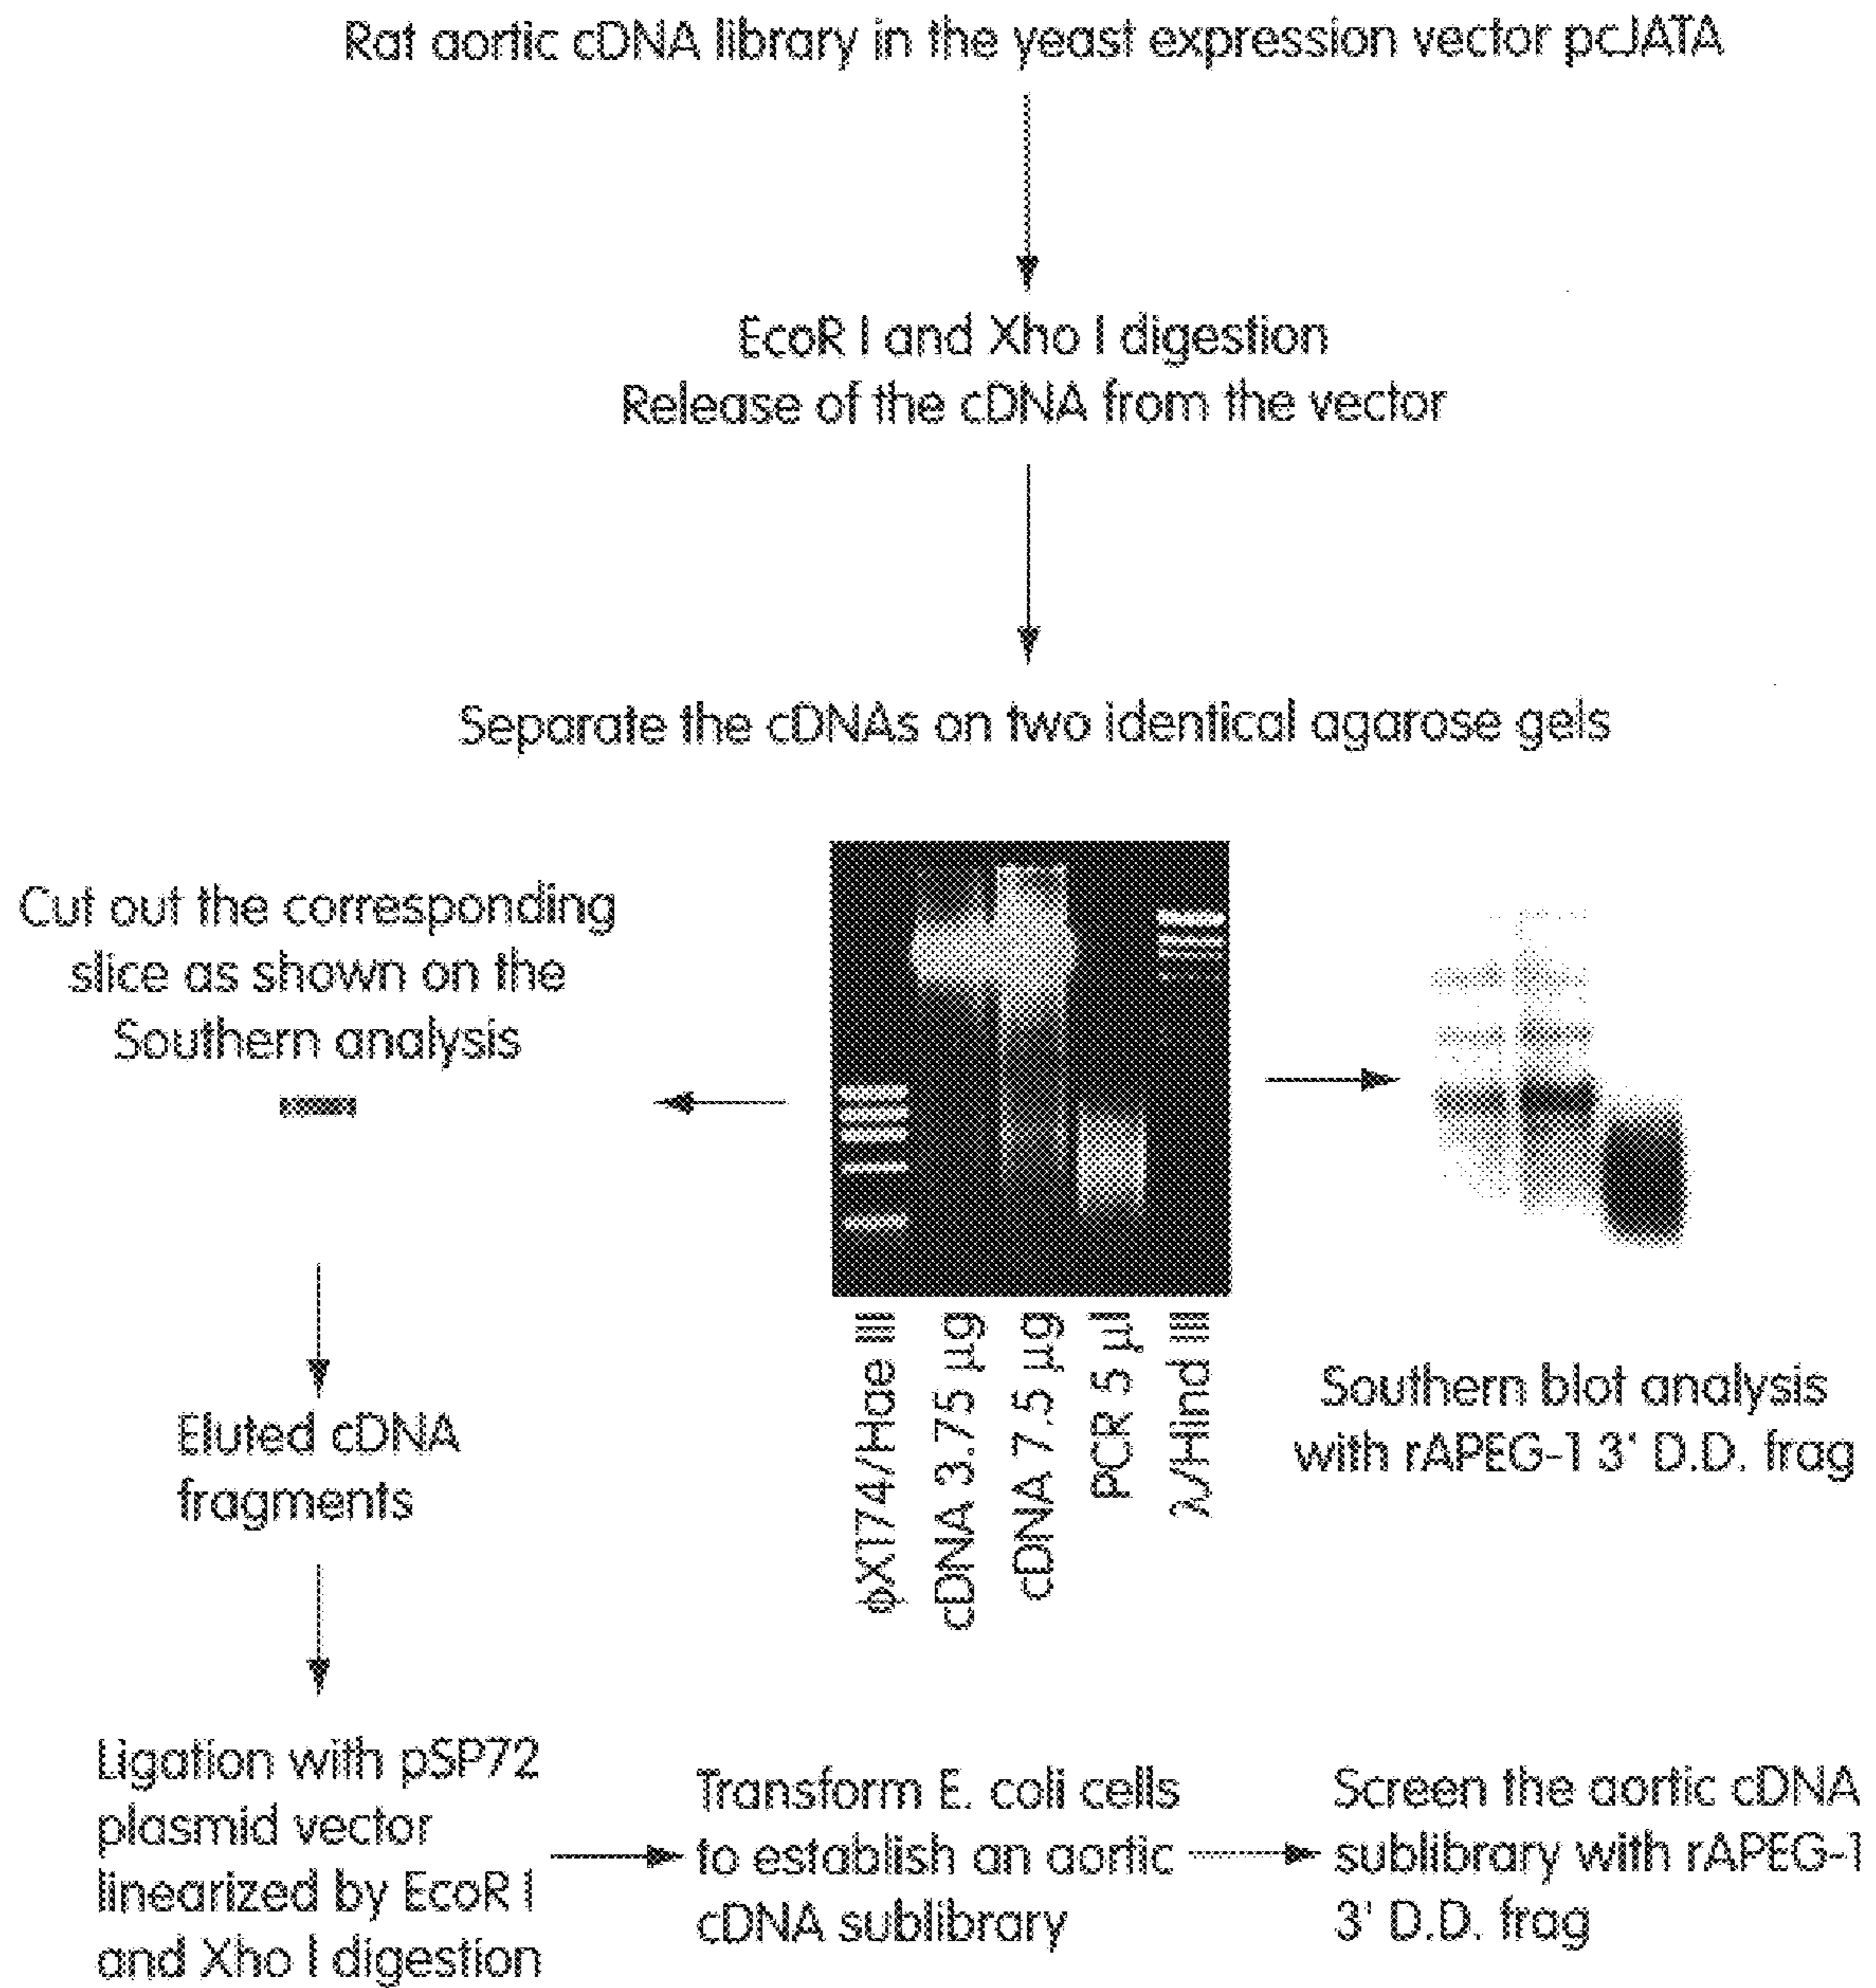 Rat aortic cDNA library in the yeast expression vector pcJATA
EcoR I and Xho I digestion
Release of the cDNA from the vector
Separate the cDNAs on two identical agarose gels
Cut out the corresponding
slice as shown on the
Southern analysis
φX174/Hae III
cDNA 3.75 µg
cDNA 7.5 µg
PCR 5 µl
λ/Hind III
Southern blot analysis
with rAPEG-1 3' D.D. frag
Eluted cDNA
fragments
Ligation with pSP72
plasmid vector
linearized by EcoR I
and Xho I digestion
Transform E. coli cells
to establish an aortic
cDNA sublibrary
Screen the aortic cDNA
sublibrary with rAPEG-1
3' D.D. frag